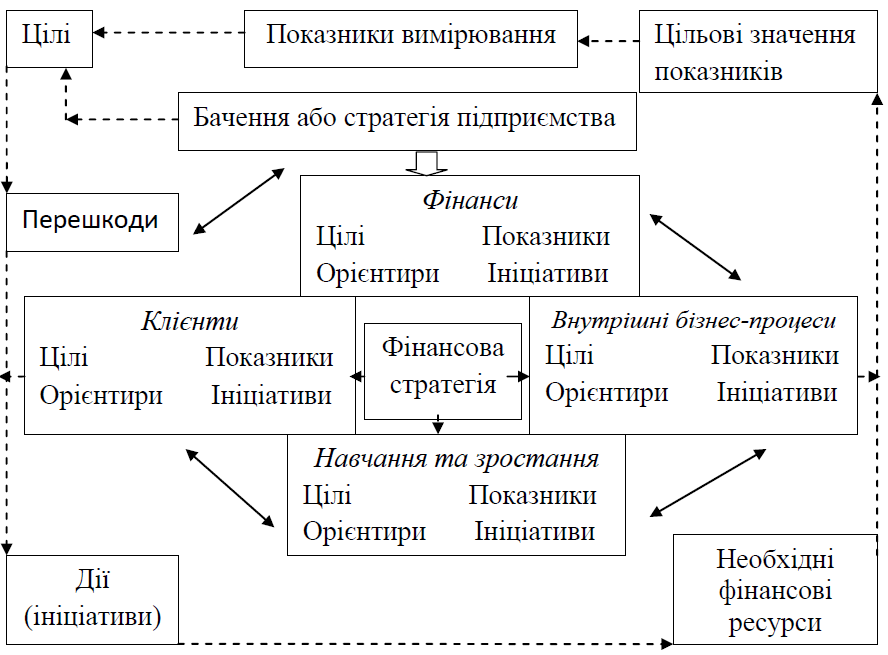 Цілі
Показники вимірювання
Цільові значення
показників
Бачення або стратегія підприємства
Перешкоди
Фінанси
Цілі Показники
Орієнтири Ініціативи
Клієнти
Цілі Показники
Орієнтири Ініціативи
Фінансова
стратегія
Внутрішні бізнес-процеси
Цілі Показники
Орієнтири Ініціативи
Навчання та зростання
Цілі Показники
Орієнтири Ініціативи
Дії
(ініціативи)
Необхідні
фінансові
ресурси